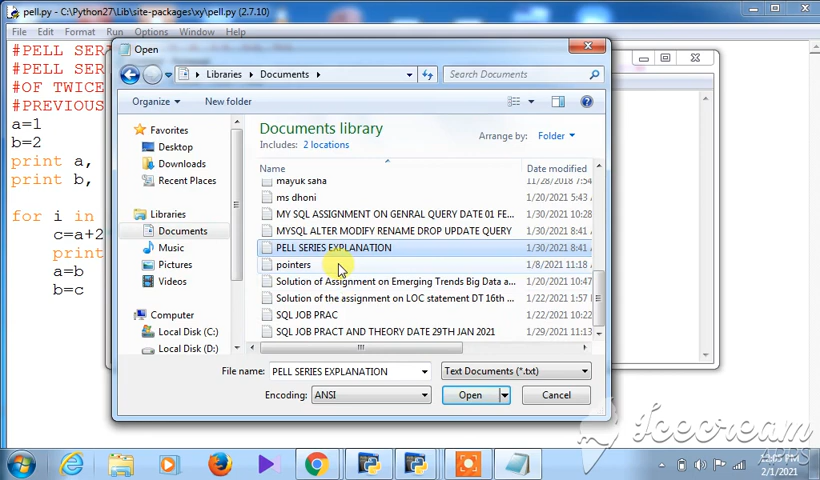 pell.py - C:\Python27\Lib\site-packages\xy\pell.py (2.7.10)
File Edit Format Run Options Window Help
#PELL SER
#PELL SER
#OF TWICE
#PREVIOUS
a=1
b=2
print a,
print b,
for i in
c=a+2
print
a=b
b=c
Open
Libraries
Documents
Search Documents
Organize
New folder
Favorites
Desktop
Downloads
Recent Places
Libraries
Documents
Music
Pictures
Videos
Computer
Local Disk (C:)
Local Disk (D:)
Documents library
Includes: 2 locations
Arrange by: Folder
Name
Date modified
mayuk saha 11/28/2018 7:54
ms dhoni 1/20/2021 5:43
MY SQL ASSIGNMENT ON GENRAL QUERY DATE 01 FE... 1/30/2021 10:28
MYSQL ALTER MODIFY RENAME DROP UPDATE QUERY 1/30/2021 8:41
PELL SERIES EXPLANATION 1/30/2021 8:41
pointers 1/8/2021 11:18
Solution of Assignment on Emerging Trends Big Data a... 1/20/2021 10:47
Solution of the assignment on LOC statement DT 16th ... 1/22/2021 1:57
SQL JOB PRAC 1/22/2021 10:22
SQL JOB PRACT AND THEORY DATE 29TH JAN 2021 1/29/2021 11:13
File name: PELL SERIES EXPLANATION
Text Documents (*.txt)
Encoding: ANSI
Open
Cancel
Icecream
APPS
2/1/2021